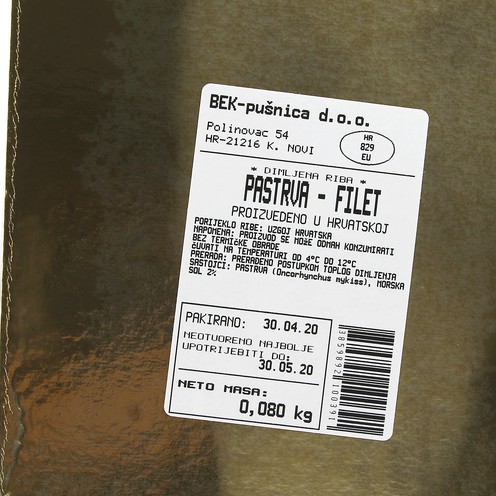 BEK-pušnica d.o.o.
Polinovac 54
HR-21216 K. NOVI
HR
829
EU
* DIMLJENA RIBA *
PASTRVA - FILET
PROIZVEDENO U HRVATSKOJ
PORIJEKLO RIBE: UZGOJ HRVATSKA
NAPOMENA: PROIZVOD SE MOŽE ODMAH KONZUMIRATI
BEZ TERMIČKE OBRADE
ČUVATI NA TEMPERATURI OD 4°C DO 12°C
PRERADA: PRERAĐENO POSTUPKOM TOPLOG DIMLJENJA
SASTOJCI: PASTRVA (Oncorhynchus mykiss), MORSKA
SOL 2%
PAKIRANO: 30.04.20
NEOTVORENO NAJBOLJE
UPOTRIJEBITI DO:
30.05.20
NETO MASA:
0,080 kg